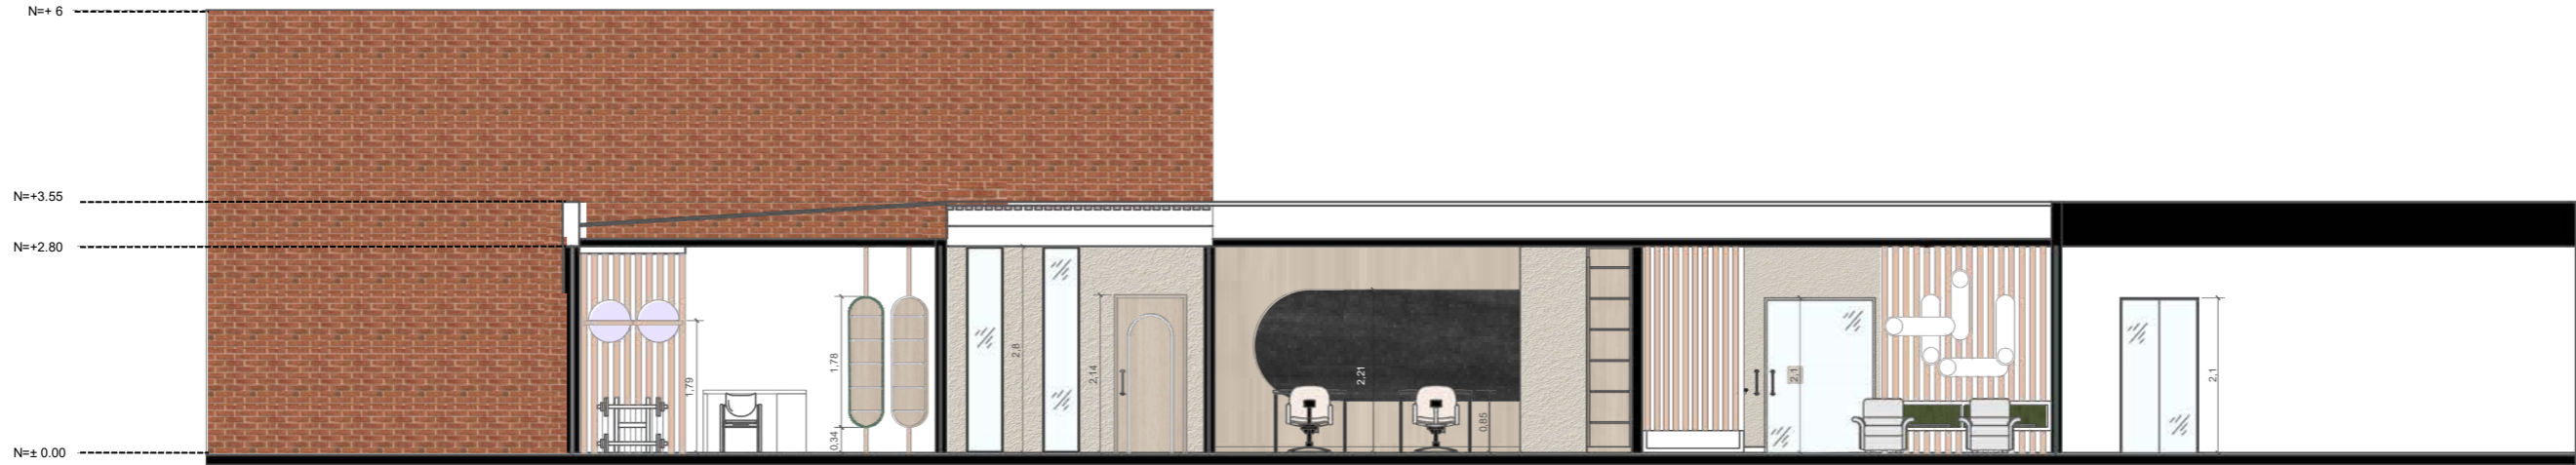 N=+ 6
N=+3.55
N=+2.80
N=± 0.00
1,79
1,78
0,34
2,8
2,14
2,21
0,85
2,1
2,1